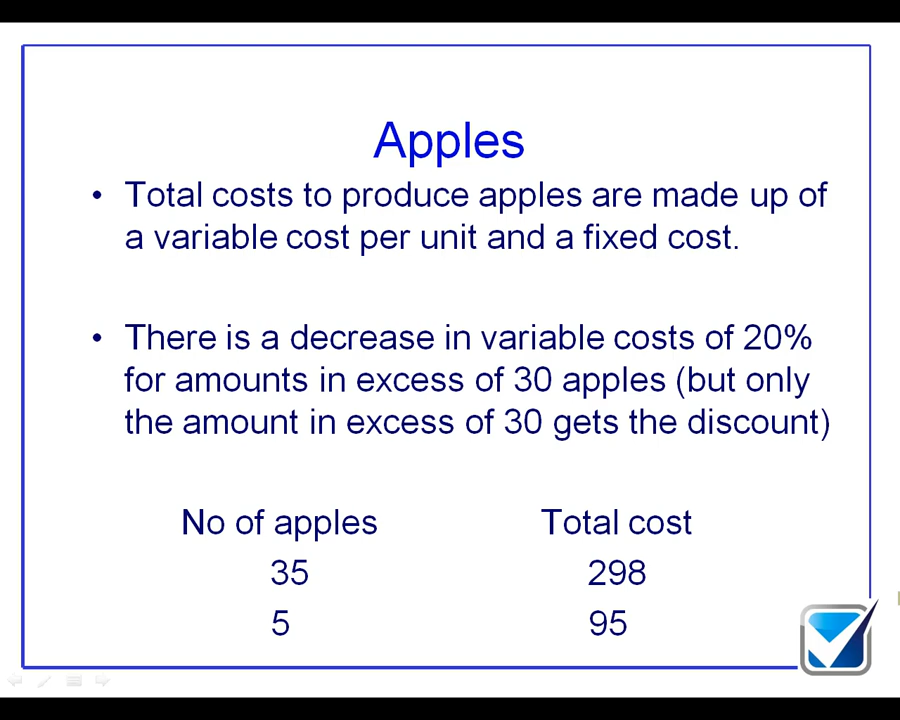 Apples
• Total costs to produce apples are made up of
a variable cost per unit and a fixed cost.
• There is a decrease in variable costs of 20%
for amounts in excess of 30 apples (but only
the amount in excess of 30 gets the discount)
No of apples Total cost
35 298
5 95